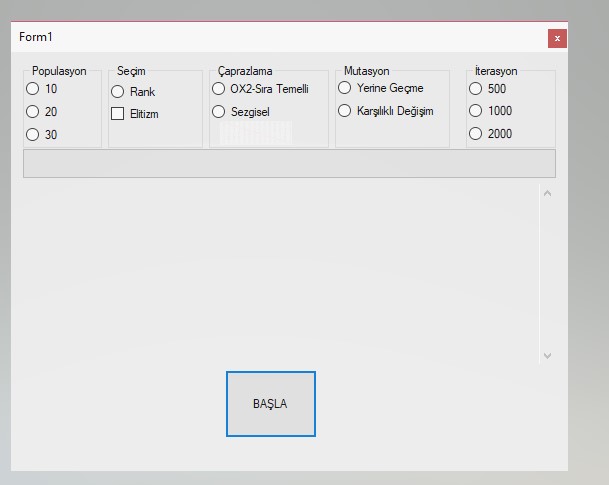 Form1
x
Populasyon
10
20
30
Seçim
Rank
Elitizm
Çaprazlama
OX2-Sıra Temelli
Sezgisel
Mutasyon
Yerine Geçme
Karşılıklı Değişim
İterasyon
500
1000
2000
BAŞLA